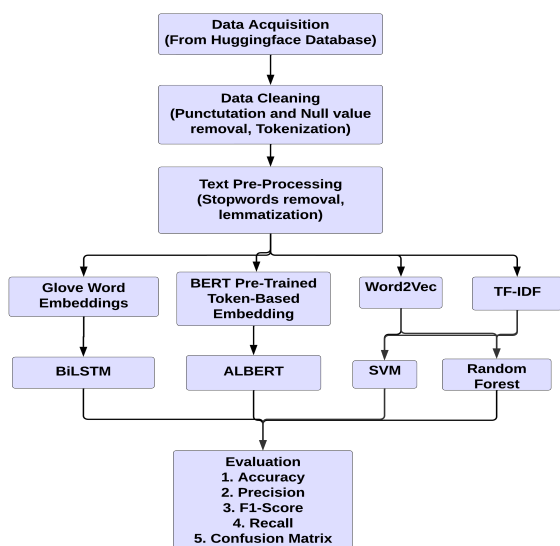 Data Acquisition
(From Huggingface Database)
Data Cleaning
(Punctutation and Null value
removal, Tokenization)
Text Pre-Processing
(Stopwords removal,
lemmatization)
Glove Word
Embeddings
BERT Pre-Trained
Token-Based
Embedding
Word2Vec
TF-IDF
BiLSTM
ALBERT
SVM
Random
Forest
Evaluation
1. Accuracy
2. Precision
3. F1-Score
4. Recall
5. Confusion Matrix